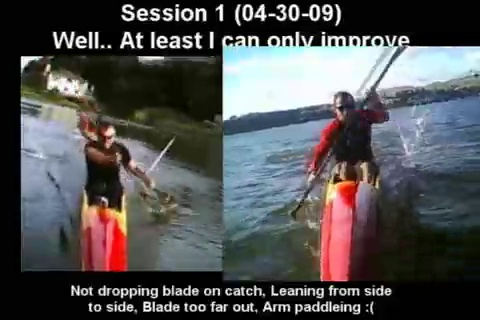 Session 1 (04-30-09)
Well.. At least I can only improve
Not dropping blade on catch, Leaning from side
to side, Blade too far out, Arm paddleing :(